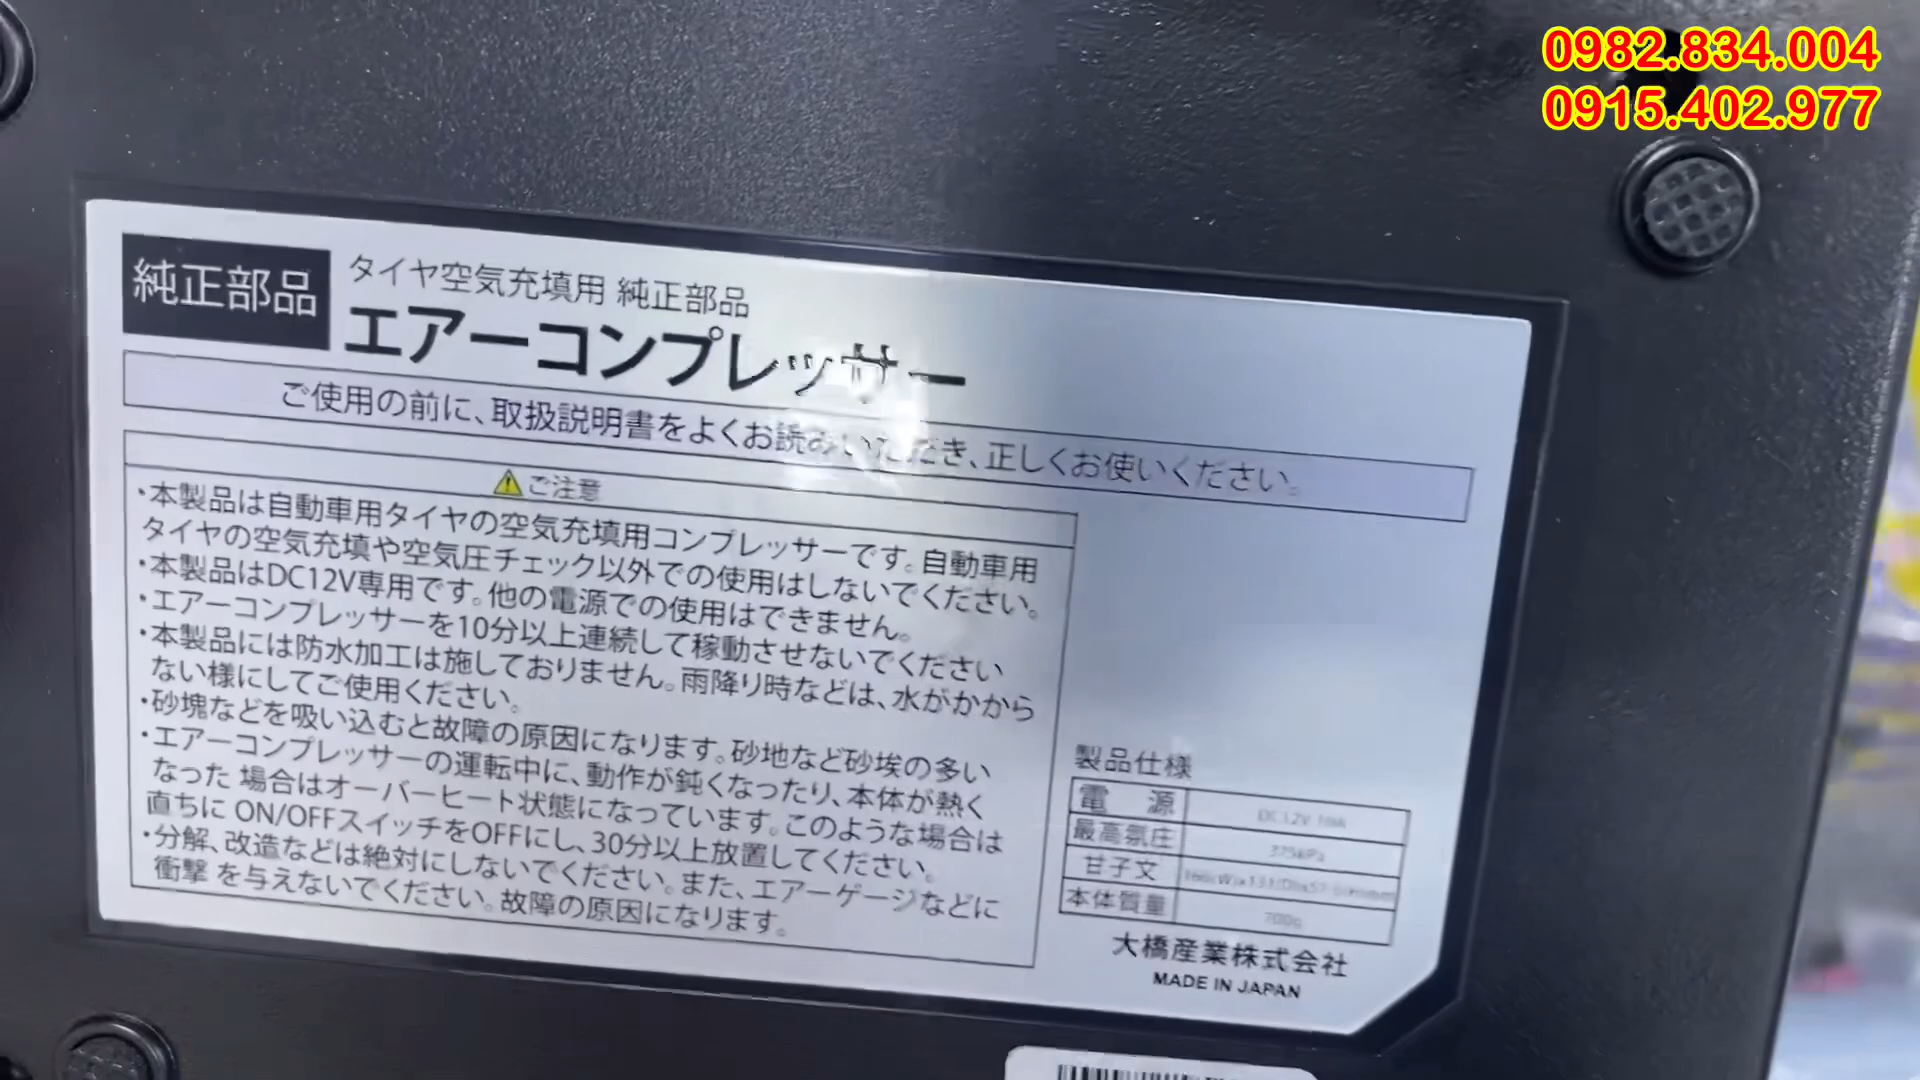 0982.834.004
0915.402.977
純正部品
タイヤ空気充填用 純正部品
エアーコンプレッサー
ご使用の前に、取扱説明書をよくお読みいただき、正しくお使いください。
ご注意
・本製品は自動車用タイヤの空気充填用コンプレッサーです。自動車用
タイヤの空気充填や空気圧チェック以外での使用はしないでください。
・本製品はDC12V専用です。他の電源での使用はできません。
・エアーコンプレッサーを10分以上連続して稼動させないでください
・本製品には防水加工は施しておりません。雨降り時などは、水がかから
ない様にしてご使用ください。
・砂塊などを吸い込むと故障の原因になります。砂地など砂埃の多い
・エアーコンプレッサーの運転中に、動作が鈍くなったり、本体が熱く
なった 場合はオーバーヒート状態になっています。このような場合は
直ちに ON/OFFスイッチをOFFにし、30分以上放置してください。
・分解、改造などは絶対にしないでください。また、エアーゲージなどに
衝撃 を与えないでください。故障の原因になります。
製品仕様
電 源 DC12V 10A
最高氛庄 375kPa
甘子文
本体質量 700g
大橋産業株式会社
MADE IN JAPAN